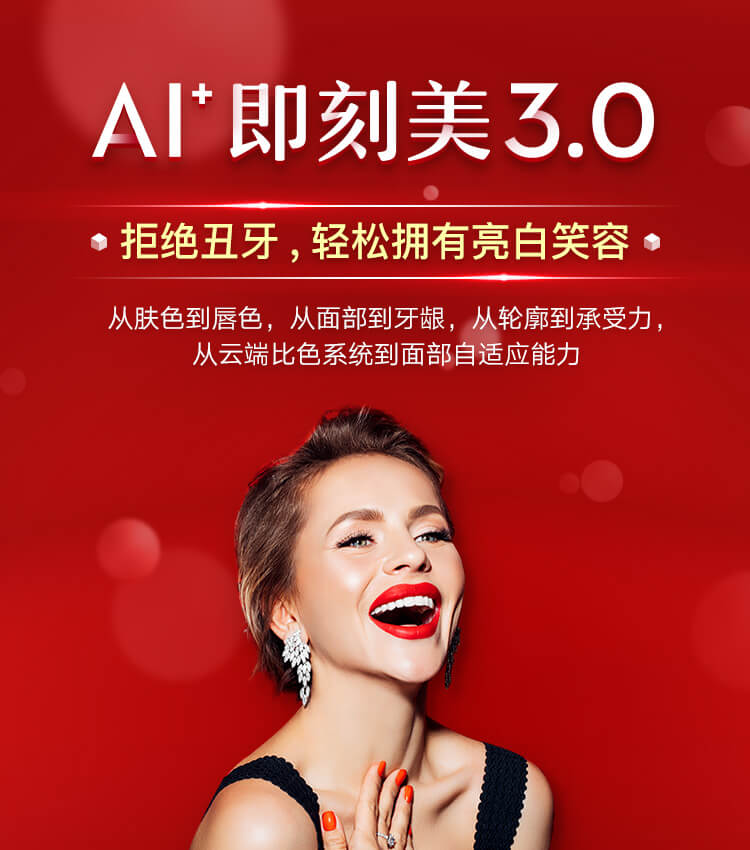 AI⁺即刻美3.0
拒绝丑牙，轻松拥有亮白笑容
从肤色到唇色，从面部到牙龈，从轮廓到承受力，
从云端比色系统到面部自适应能力